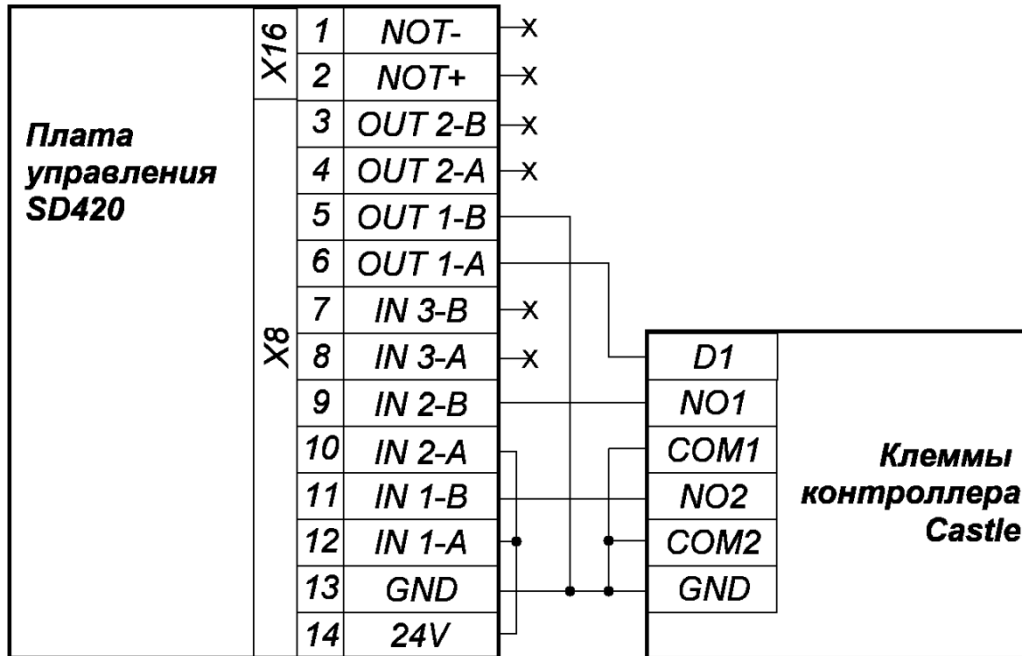 Плата
управления
SD420
X16
X8
1 NOT- X
2 NOT+ X
3 OUT 2-B X
4 OUT 2-A X
5 OUT 1-B
6 OUT 1-A
7 IN 3-B X
8 IN 3-A X
9 IN 2-B
10 IN 2-A
11 IN 1-B
12 IN 1-A
13 GND
14 24V
D1
NO1
COM1
NO2
COM2
GND
Клеммы
контроллера
Castle